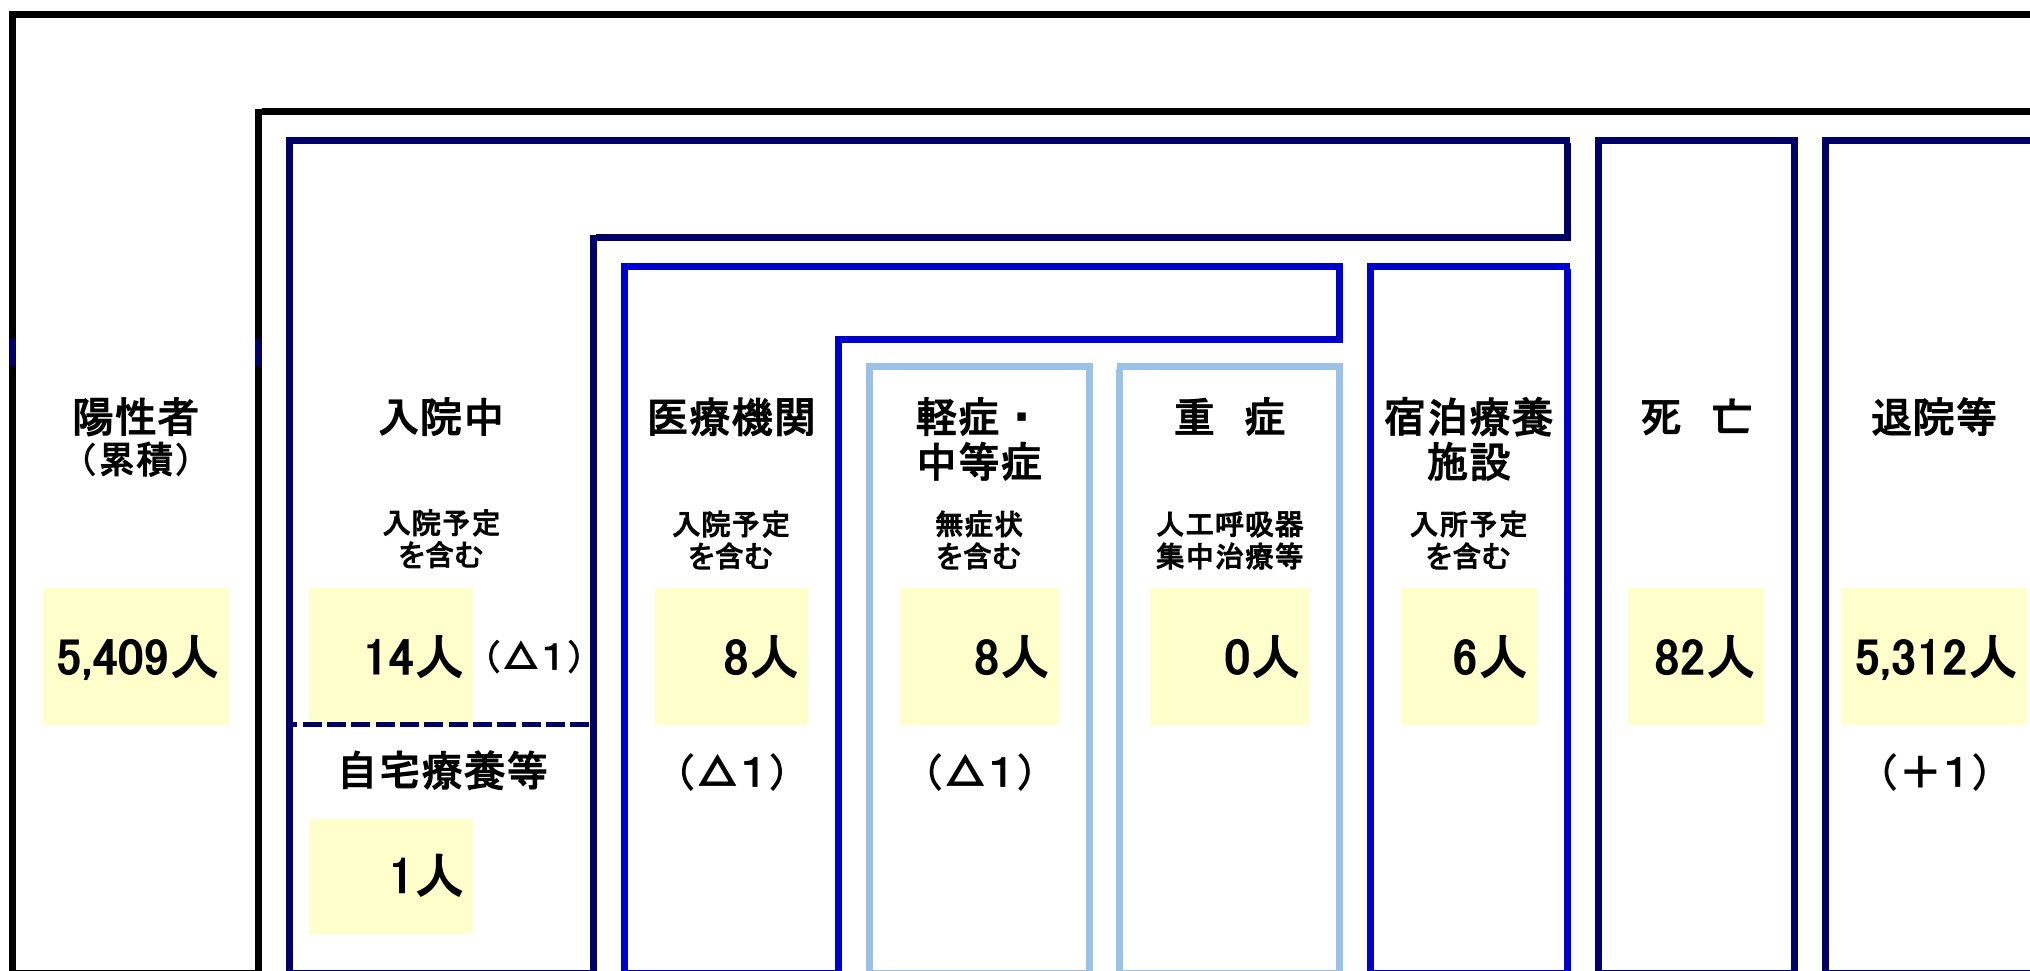 陽性者
（累積）
5,409人
入院中
入院予定
を含む
14人（△1）
自宅療養等
1人
医療機関
入院予定
を含む
8人
（△1）
軽症・
中等症
無症状
を含む
8人
（△1）
重 症
人工呼吸器
集中治療等
0人
宿泊療養
施設
入所予定
を含む
6人
死 亡
82人
退院等
5,312人
（＋1）